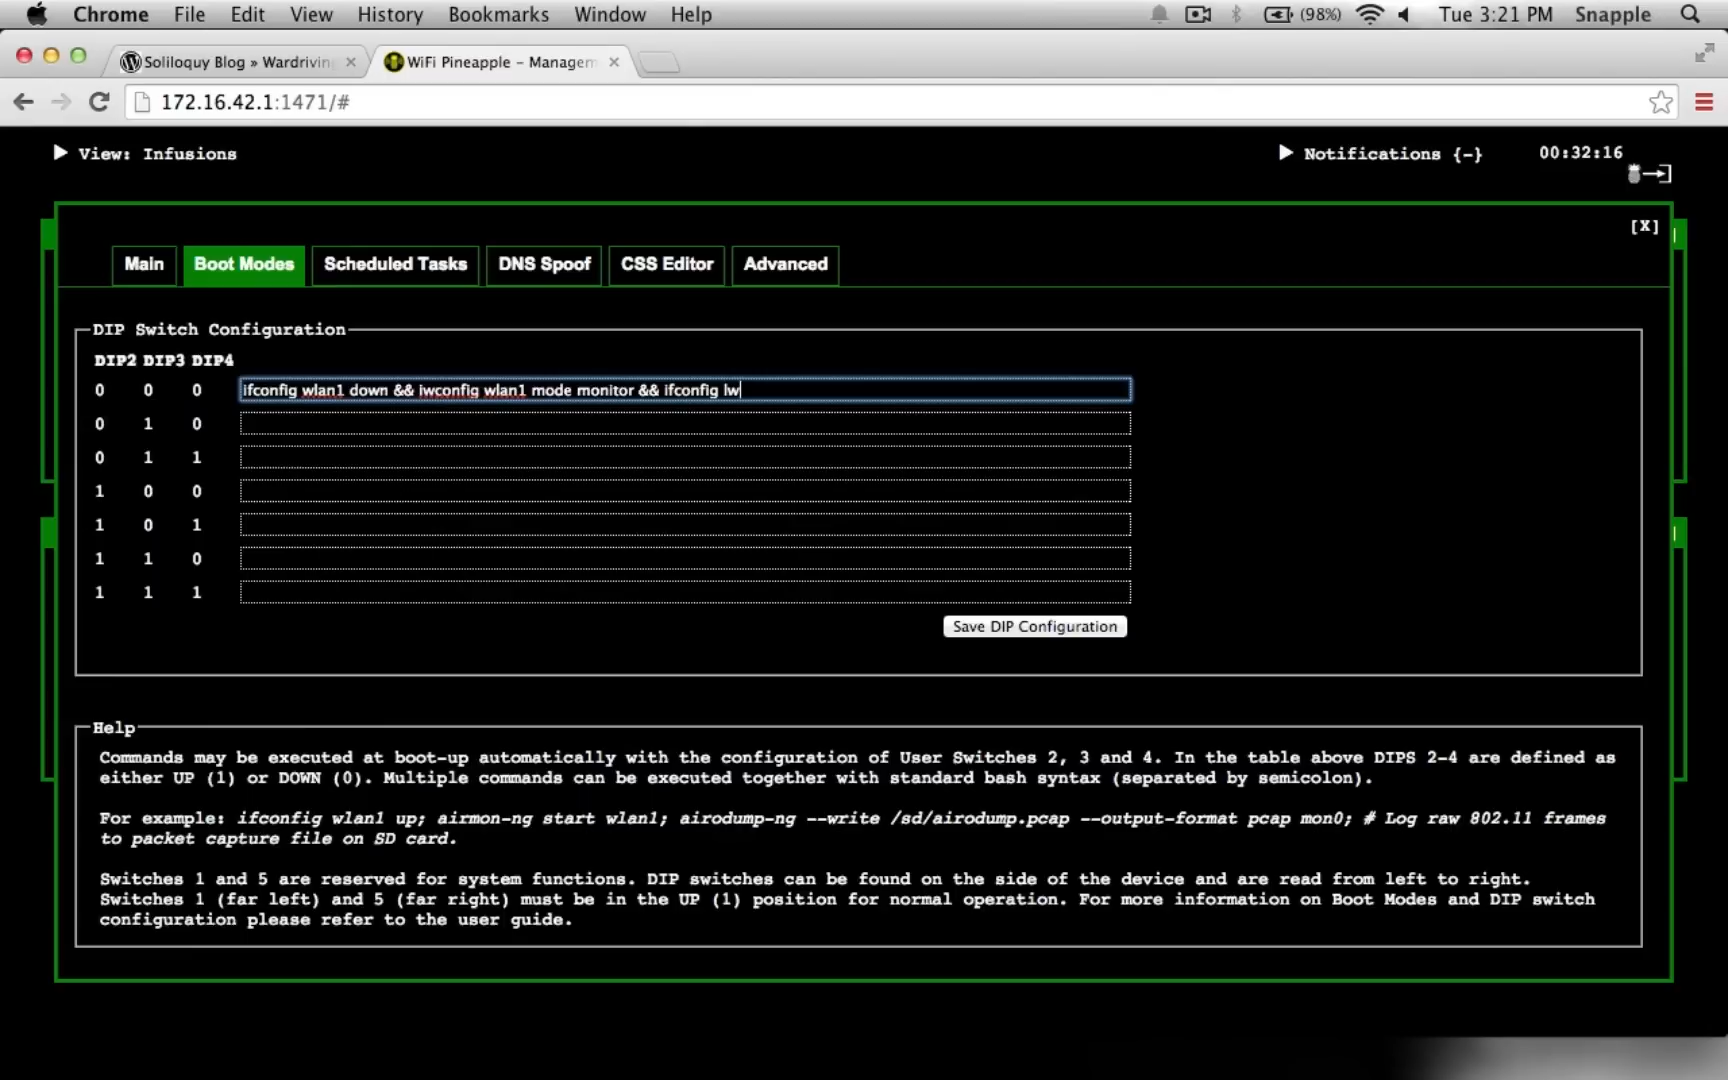 Chrome File Edit View History Bookmarks Window Help (98%) Tue 3:21 PM Snapple
Soliloquy Blog » Wardriving WiFi Pineapple – Managem
172.16.42.1:1471/#
View: Infusions Notifications {-} 00:32:16
[X]
Main Boot Modes Scheduled Tasks DNS Spoof CSS Editor Advanced
DIP Switch Configuration
DIP2 DIP3 DIP4
0 0 0 ifconfig wlan1 down && iwconfig wlan1 mode monitor && ifconfig lw
0 1 0
0 1 1
1 0 0
1 0 1
1 1 0
1 1 1
Save DIP Configuration
Help
Commands may be executed at boot-up automatically with the configuration of User Switches 2, 3 and 4. In the table above DIPS 2-4 are defined as
either UP (1) or DOWN (0). Multiple commands can be executed together with standard bash syntax (separated by semicolon).
For example: ifconfig wlan1 up; airmon-ng start wlan1; airodump-ng --write /sd/airodump.pcap --output-format pcap mon0; # Log raw 802.11 frames
to packet capture file on SD card.
Switches 1 and 5 are reserved for system functions. DIP switches can be found on the side of the device and are read from left to right.
Switches 1 (far left) and 5 (far right) must be in the UP (1) position for normal operation. For more information on Boot Modes and DIP switch
configuration please refer to the user guide.